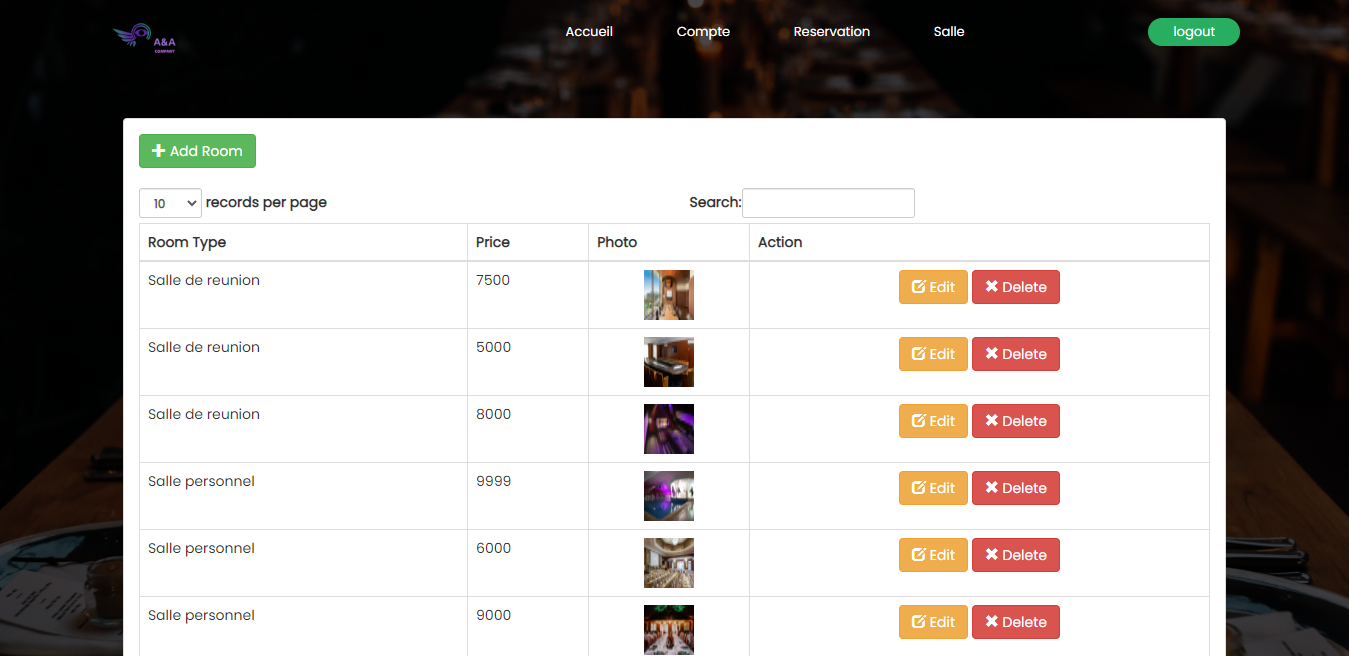 A&A
COMPANY
Accueil Compte Reservation Salle logout
Add Room
10 records per page Search:
Room Type Price Photo Action
Salle de reunion 7500 Edit Delete
Salle de reunion 5000 Edit Delete
Salle de reunion 8000 Edit Delete
Salle personnel 9999 Edit Delete
Salle personnel 6000 Edit Delete
Salle personnel 9000 Edit Delete